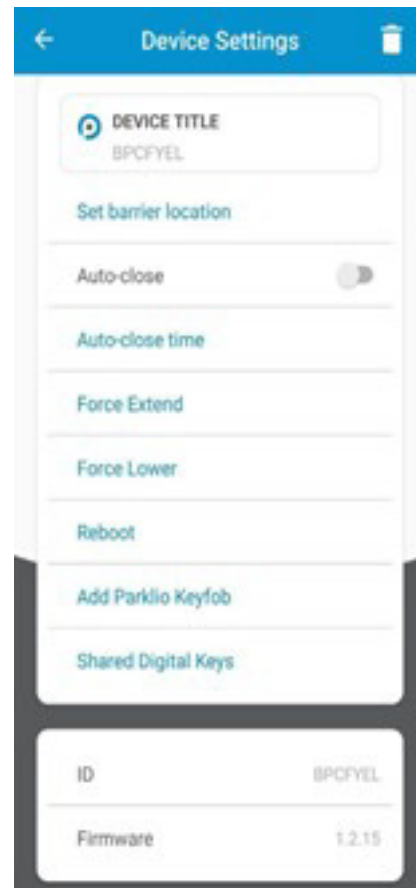 Device Settings
DEVICE TITLE
BPCFYEL
Set barrier location
Auto-close
Auto-close time
Force Extend
Force Lower
Reboot
Add Parklio Keyfob
Shared Digital Keys
ID BPCFYEL
Firmware 1.2.15